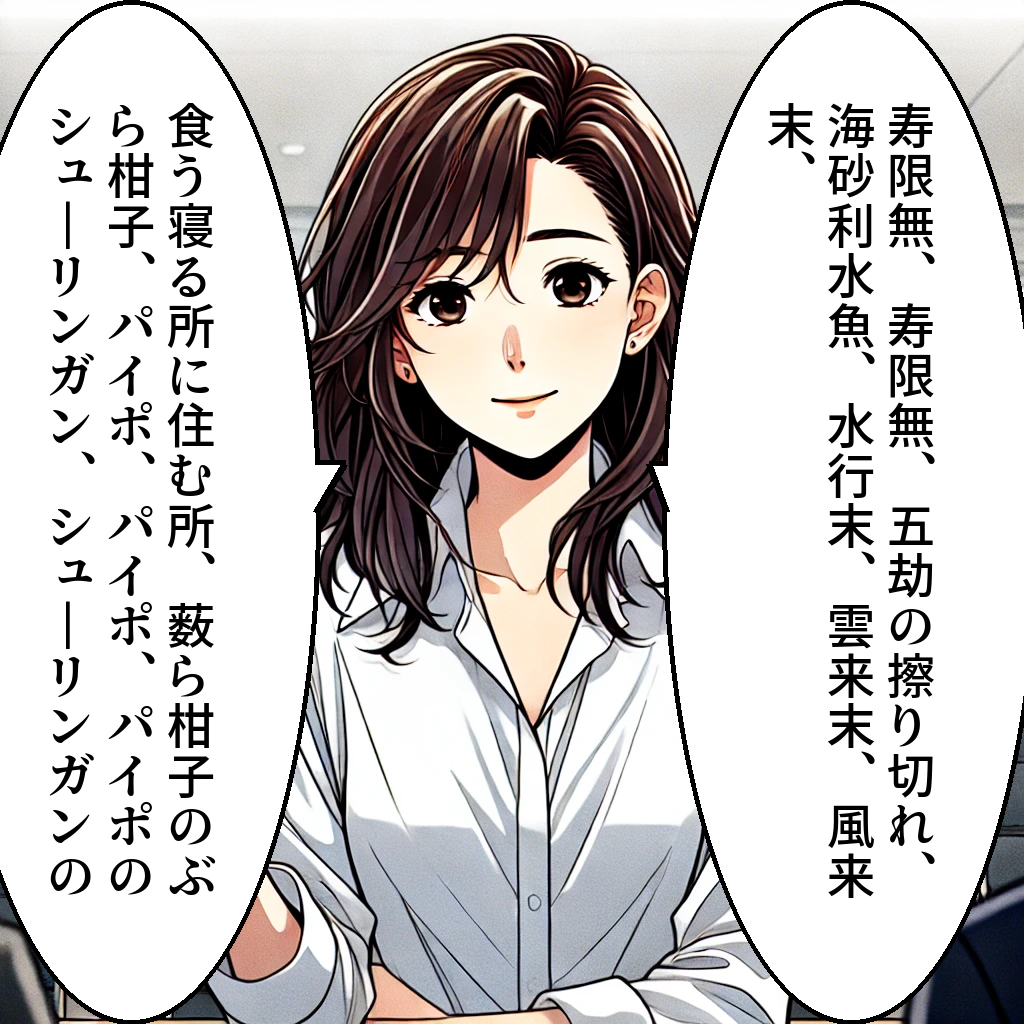 寿限無、寿限無、五劫の擦り切れ、
海砂利水魚、水行末、雲来末、風来
末、
食う寝る所に住む所、薮ら柑子のぶ
ら柑子、パイポ、パイポ、パイポの
シューリンガン、シューリンガンの